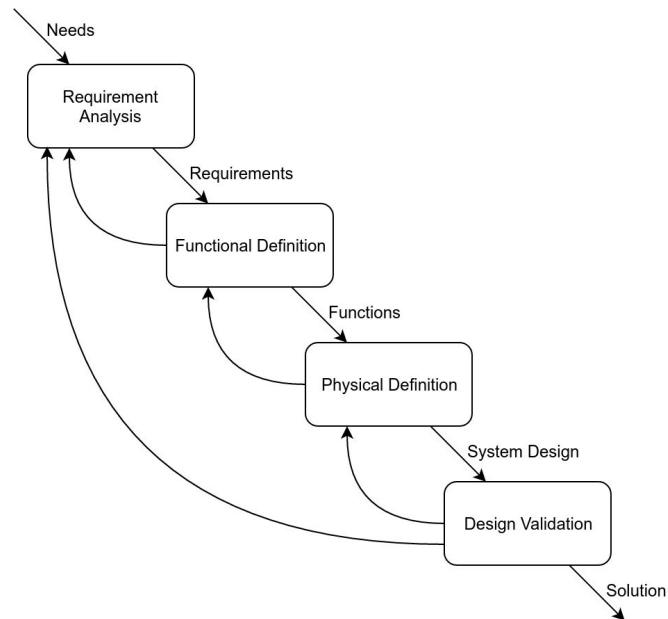 Needs
Requirement
Analysis
Requirements
Functional Definition
Functions
Physical Definition
System Design
Design Validation
Solution